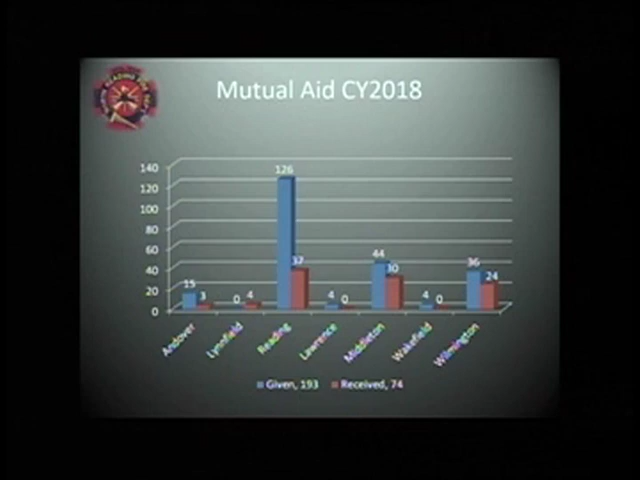 Mutual Aid CY2018
140
120
100
80
60
40
20
0
15
3
0
4
126
37
4
0
44
30
4
0
36
24
Andover
Lynnfield
Reading
Lawrence
Middleton
Wakefield
Wilmington
Given, 193
Received, 74